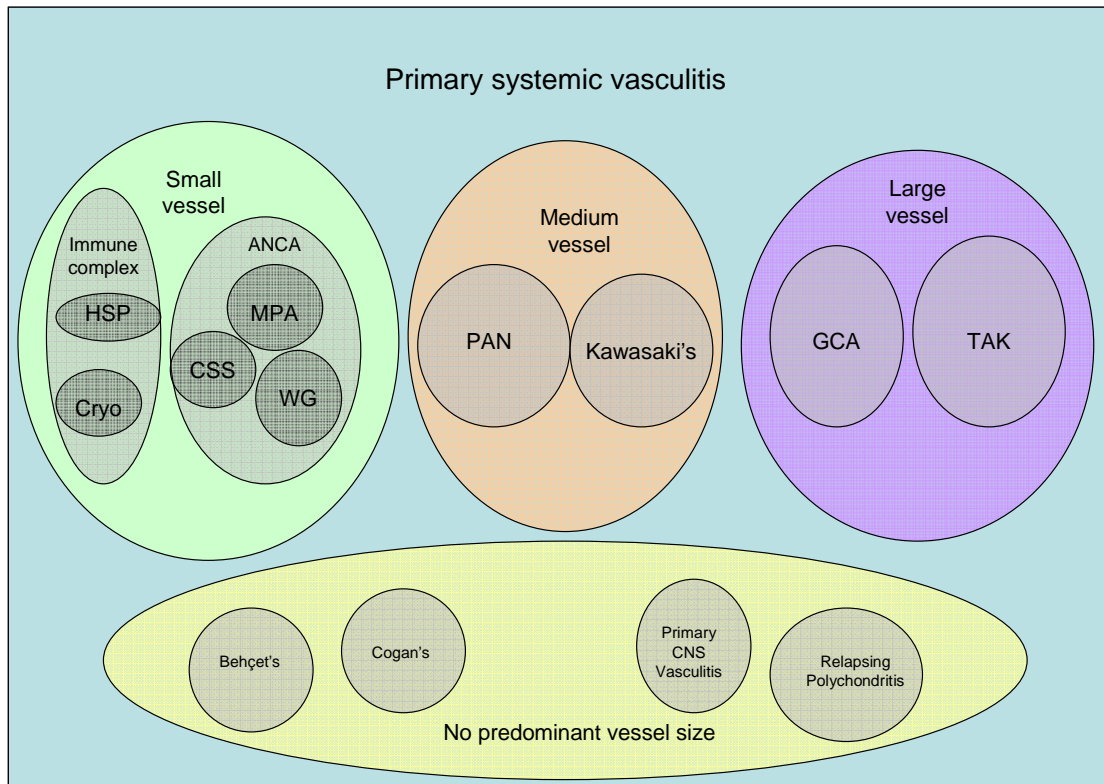 Primary systemic vasculitis
Small
vessel
Immune
complex
HSP
Cryo
ANCA
MPA
CSS
WG
Medium
vessel
PAN
Kawasaki's
Large
vessel
GCA
TAK
Behçet's
Cogan's
Primary
CNS
Vasculitis
Relapsing
Polychondritis
No predominant vessel size